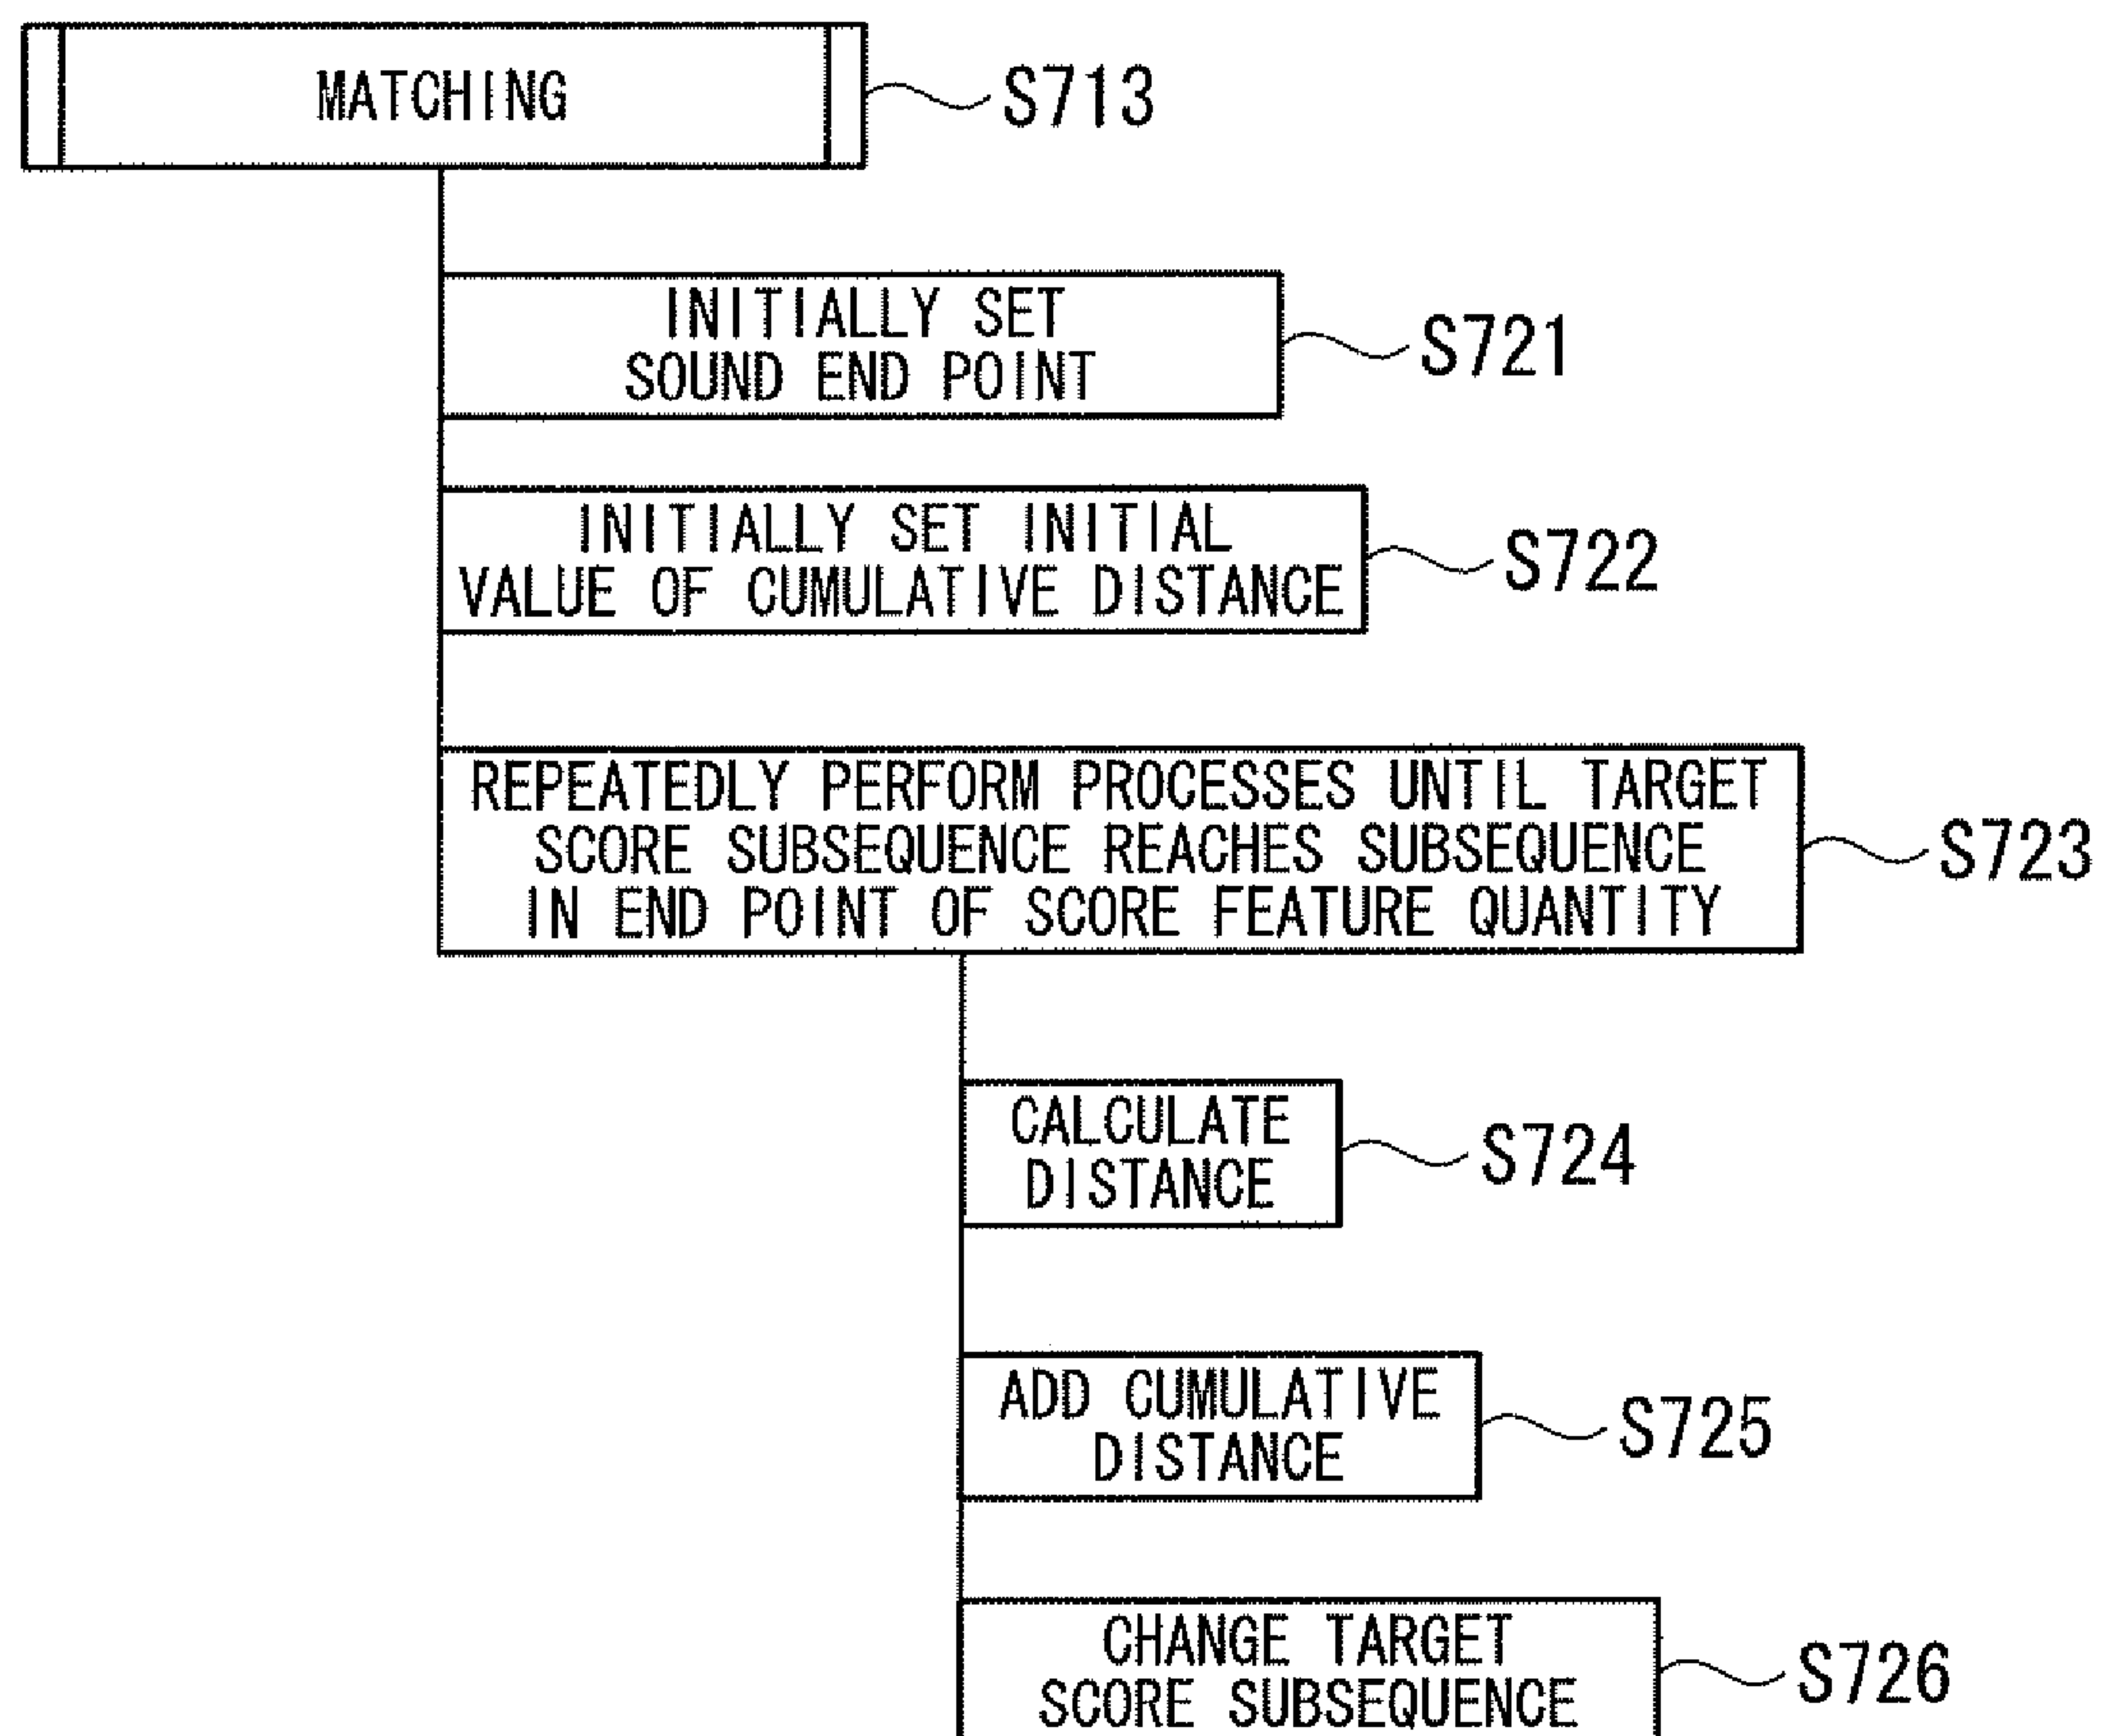 MATCHING
S713
INITIALLY SET
SOUND END POINT
S721
INITIALLY SET INITIAL
VALUE OF CUMULATIVE DISTANCE
S722
REPEATEDLY PERFORM PROCESSES UNTIL TARGET
SCORE SUBSEQUENCE REACHES SUBSEQUENCE
IN END POINT OF SCORE FEATURE QUANTITY
S723
CALCULATE
DISTANCE
S724
ADD CUMULATIVE
DISTANCE
S725
CHANGE TARGET
SCORE SUBSEQUENCE
S726